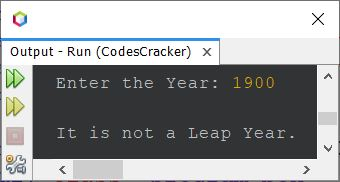 Output - Run (CodesCracker)
Enter the Year: 1900
It is not a Leap Year.